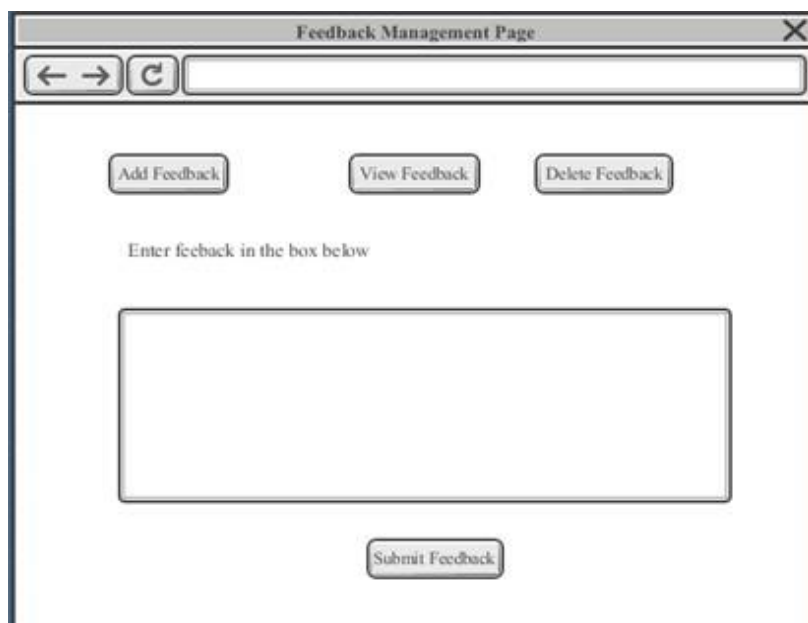 Feedback Management Page
Add Feedback View Feedback Delete Feedback
Enter feeback in the box below
Submit Feedback